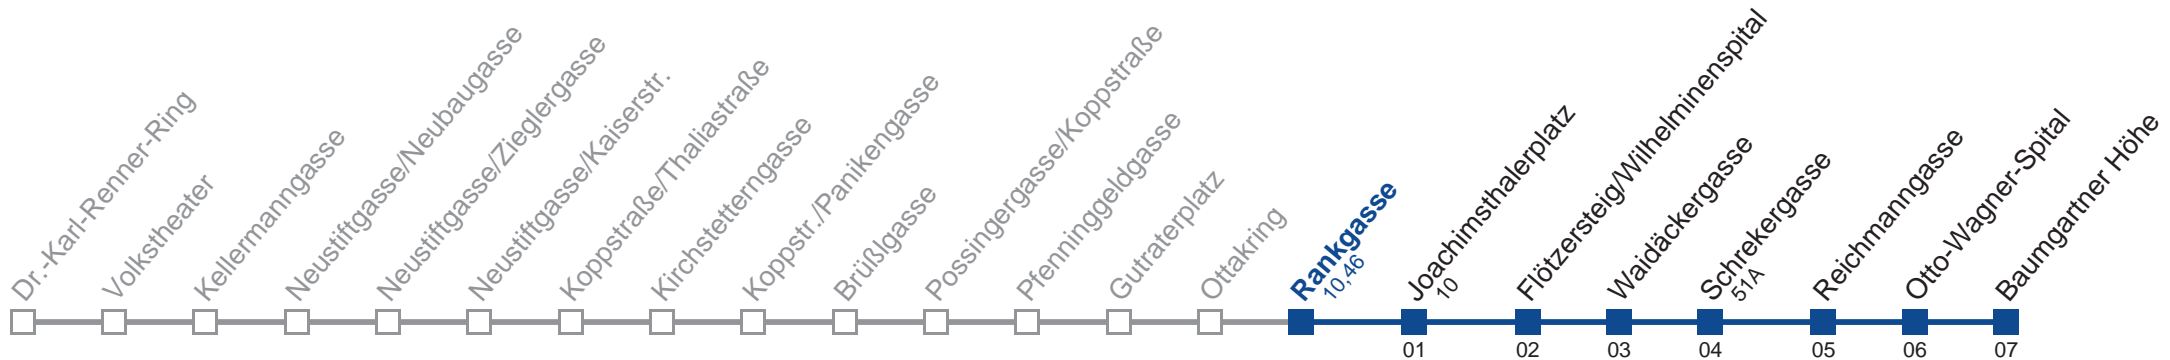 Dr.-Karl-Renner-Ring
Volkstheater
Kellermanngasse
Neustiftgasse/Neubaugasse
Neustiftgasse/Zieglergasse
Neustiftgasse/Kaiserstr.
Koppstraße/Thaliastraße
Kirchstetterngasse
Koppstr./Panikengasse
Brüßlgasse
Possingergasse/Koppstraße
Pfenninggeldgasse
Gutraterplatz
Ottakring
Rankgasse
10,46
Joachimsthalerplatz
10
Flötzersteig/Wilhelminenspital
Waidäckergasse
Schrekergasse
51A
Reichmanngasse
Otto-Wagner-Spital
Baumgartner Höhe
01 02 03 04 05 06 07